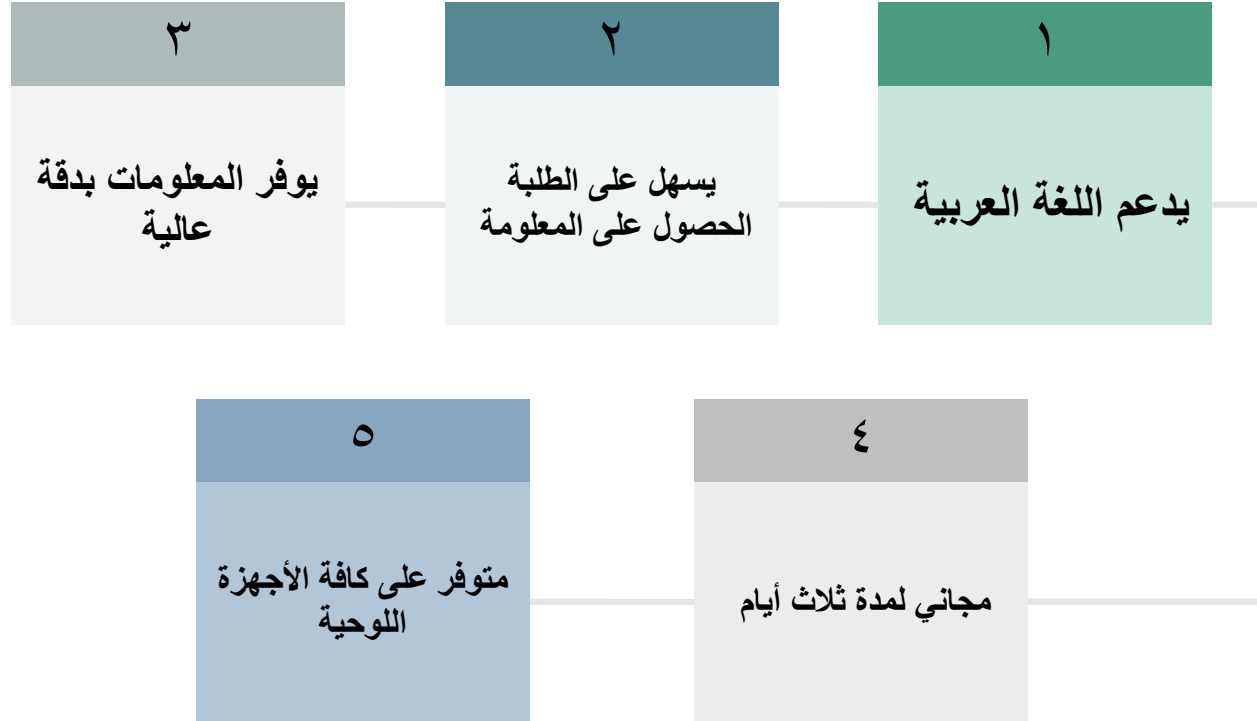 ١
يدعم اللغة العربية
٢
يسهل على الطلبة
الحصول على المعلومة
٣
يوفر المعلومات بدقة
عالية
٤
مجاني لمدة ثلاث أيام
٥
متوفر على كافة الأجهزة
اللوحية